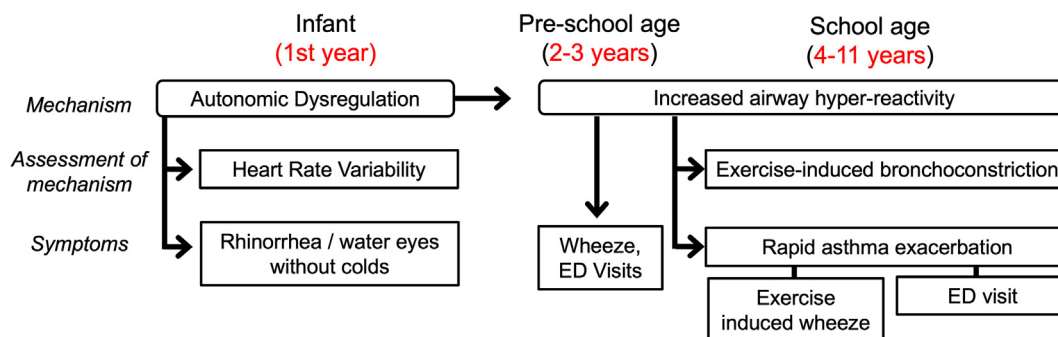 Infant
(1st year)
Pre-school age
(2-3 years)
School age
(4-11 years)
Mechanism
Autonomic Dysregulation
Increased airway hyper-reactivity
Assessment of
mechanism
Heart Rate Variability
Exercise-induced bronchoconstriction
Symptoms
Rhinorrhea / water eyes
without colds
Wheeze,
ED Visits
Rapid asthma exacerbation
Exercise
induced wheeze
ED visit